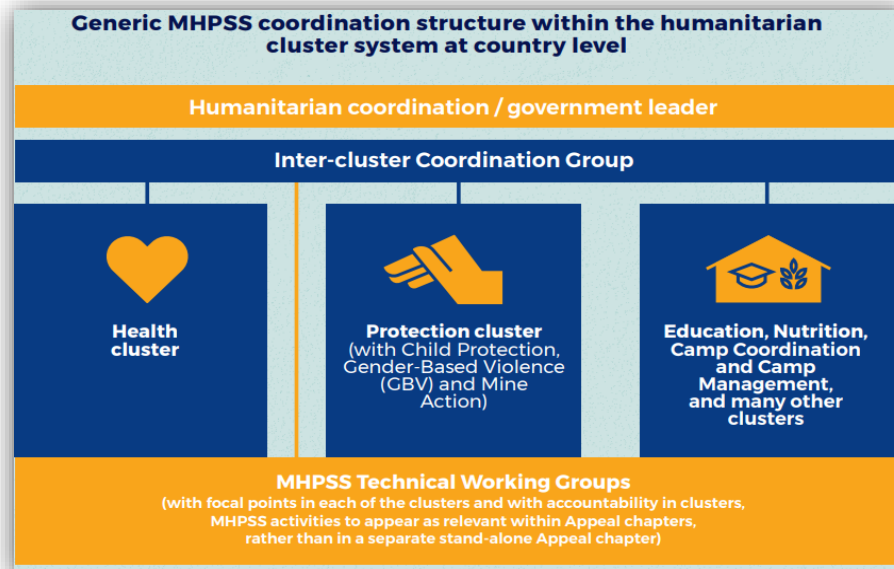 Generic MHPSS coordination structure within the humanitarian
cluster system at country level
Humanitarian coordination / government leader
Inter-cluster Coordination Group
Health
cluster
Protection cluster
(with Child Protection,
Gender-Based Violence
(GBV) and Mine
Action)
Education, Nutrition,
Camp Coordination
and Camp
Management,
and many other
clusters
MHPSS Technical Working Groups
(with focal points in each of the clusters and with accountability in clusters,
MHPSS activities to appear as relevant within Appeal chapters,
rather than in a separate stand-alone Appeal chapter)